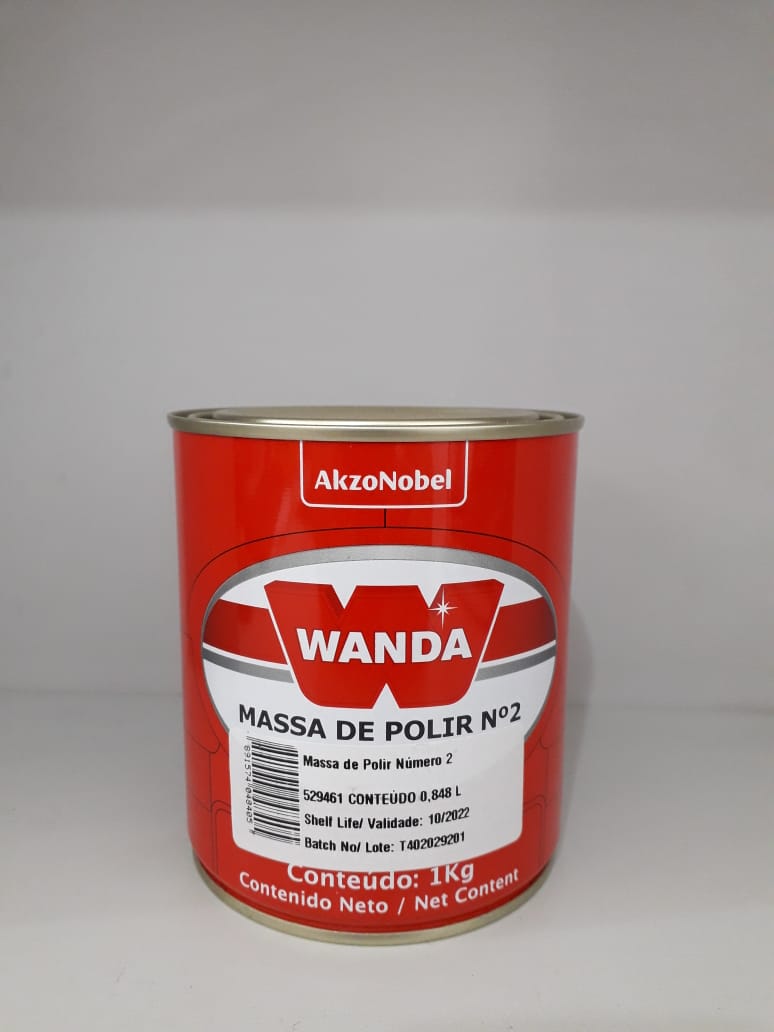 AkzoNobel
WANDA
MASSA DE POLIR Nº2
Massa de Polir Número 2
529461 CONTEÚDO 0,848 L
Shelf Life/ Validade: 10/2022
Batch No/ Lote: T402029201
Conteúdo: 1Kg
Contenido Neto / Net Content